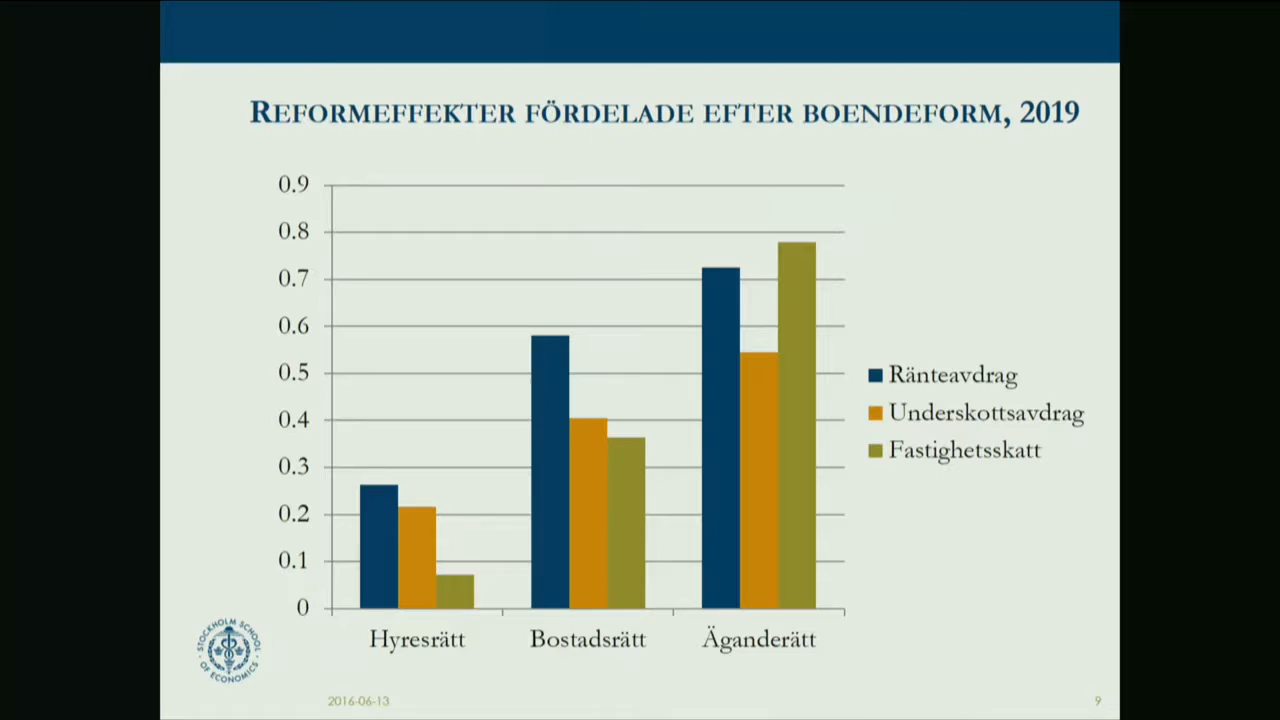 REFORMEFFEKTER FÖRDELADE EFTER BOENDEFORM, 2019
0.9
0.8
0.7
0.6
0.5
0.4
0.3
0.2
0.1
0
Hyresrätt Bostadsrätt Äganderätt
Ränteavdrag
Underskottsavdrag
Fastighetsskatt
STOCKHOLM SCHOOL
OF ECONOMICS
2016-06-13
9